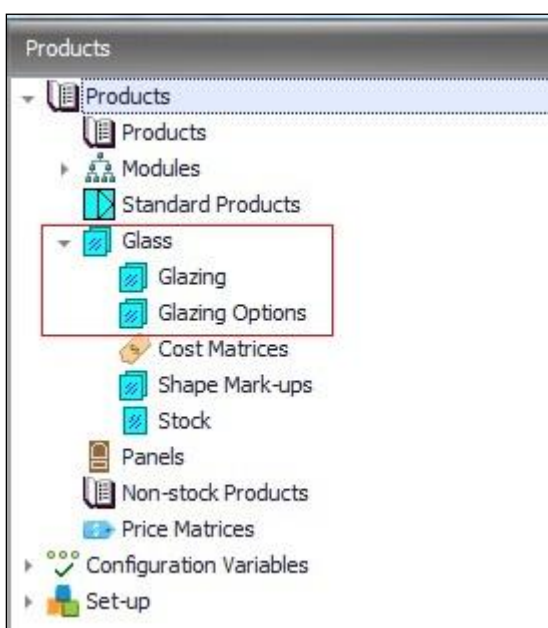 Products
Products
Products
Modules
Standard Products
Glass
Glazing
Glazing Options
Cost Matrices
Shape Mark-ups
Stock
Panels
Non-stock Products
Price Matrices
Configuration Variables
Set-up